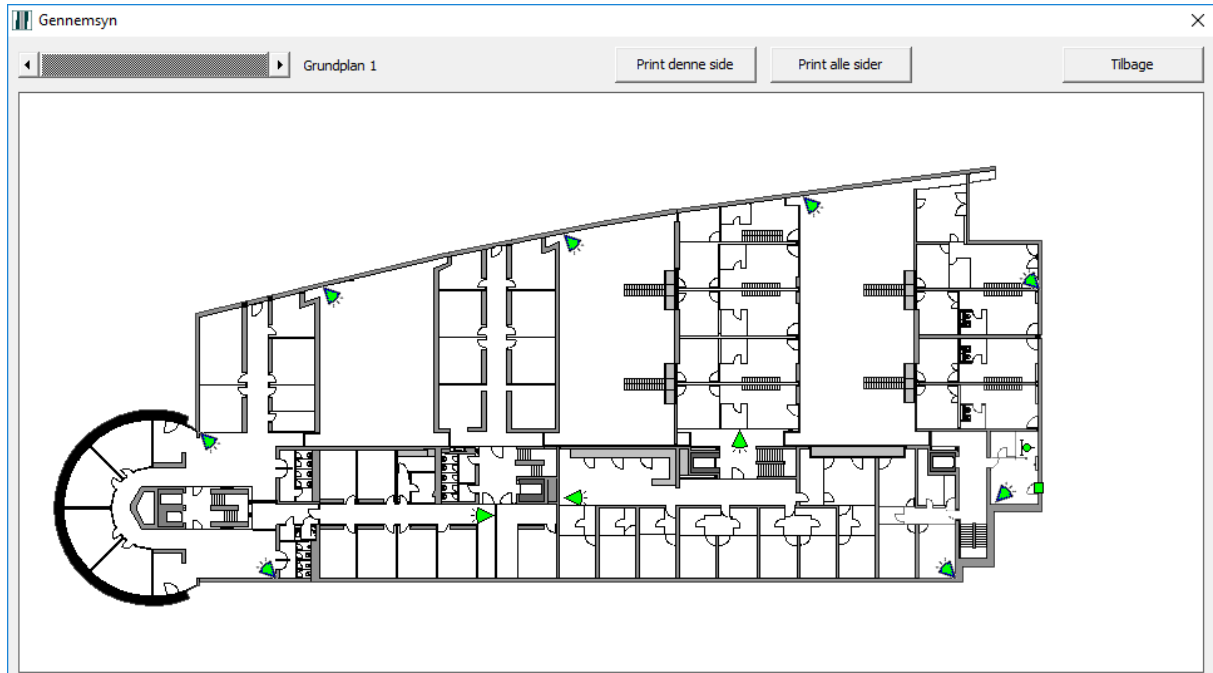 Gennemsyn
Grundplan 1
Print denne side
Print alle sider
Tilbage